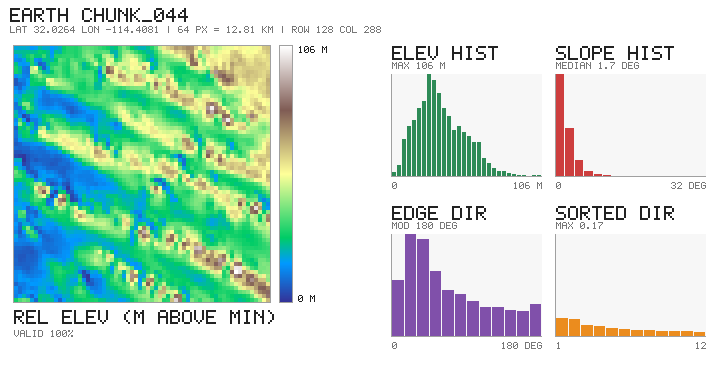 EARTH CHUNK_044
LAT 32.0264 LON -114.4081 | 64 PX = 12.81 KM | ROW 128 COL 288
106 M
0 M
REL ELEV (M ABOVE MIN)
VALID 100%
ELEV HIST
MAX 106 M
0 106 M
SLOPE HIST
MEDIAN 1.7 DEG
0 32 DEG
EDGE DIR
MOD 180 DEG
0 180 DEG
SORTED DIR
MAX 0.17
1 12